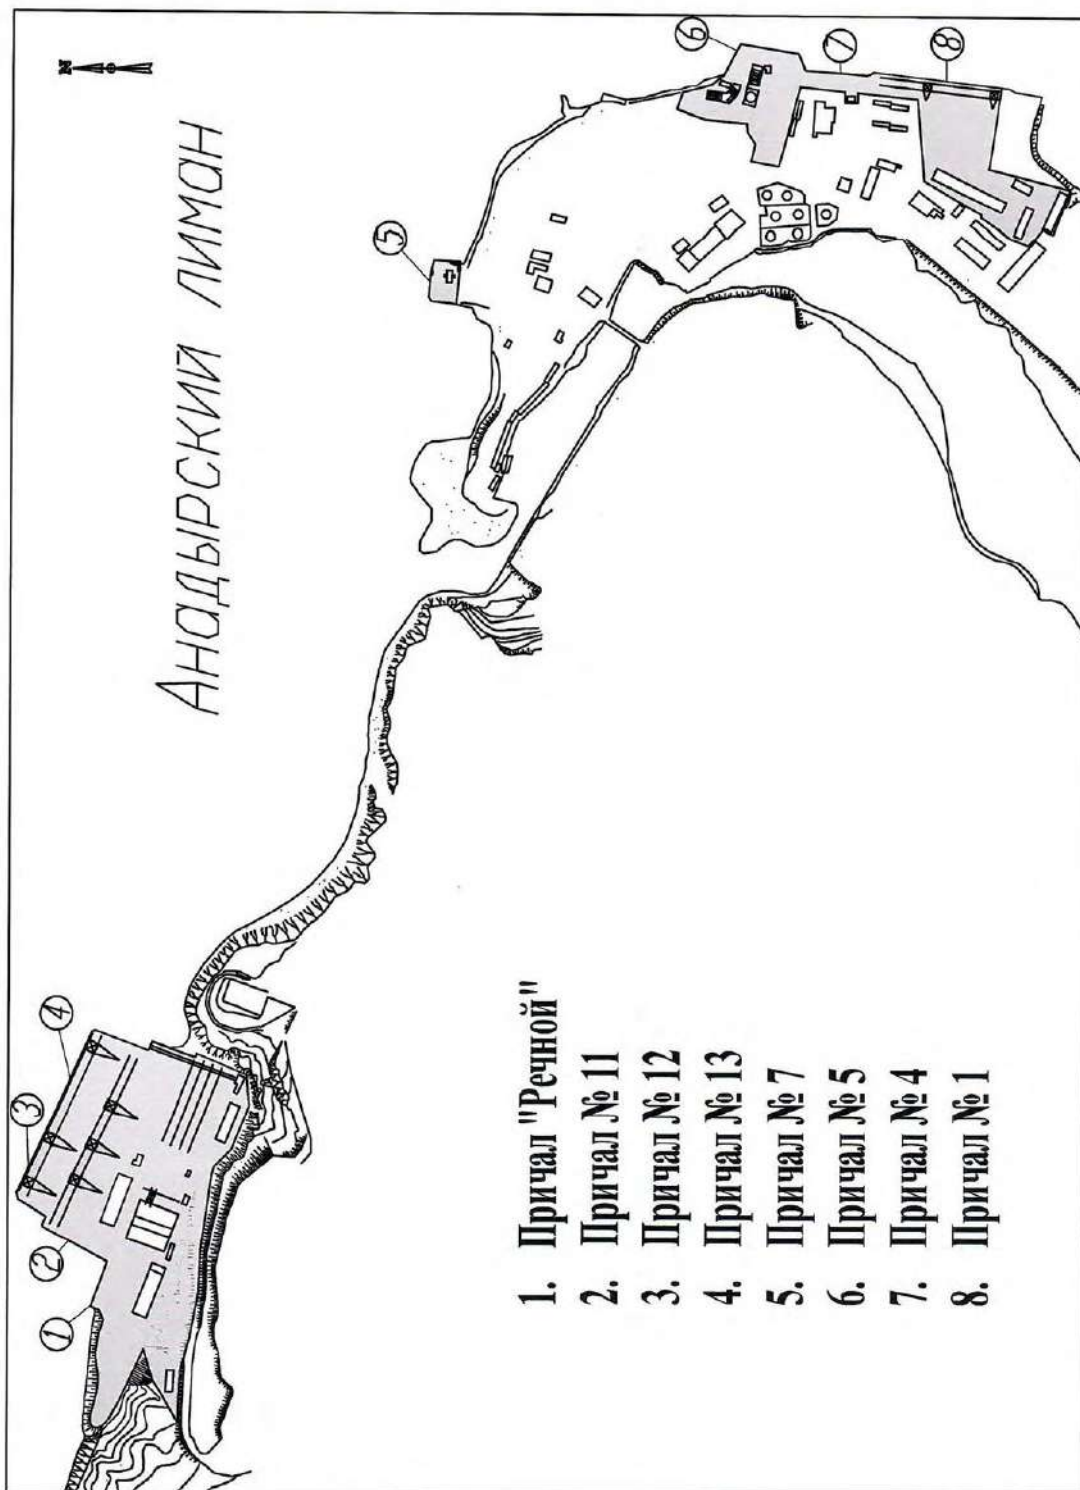 N
Анадырский лиман
1
2
3
4
5
6
7
8
1. Причал "Речной"
2. Причал № 11
3. Причал № 12
4. Причал № 13
5. Причал № 7
6. Причал № 5
7. Причал № 4
8. Причал № 1